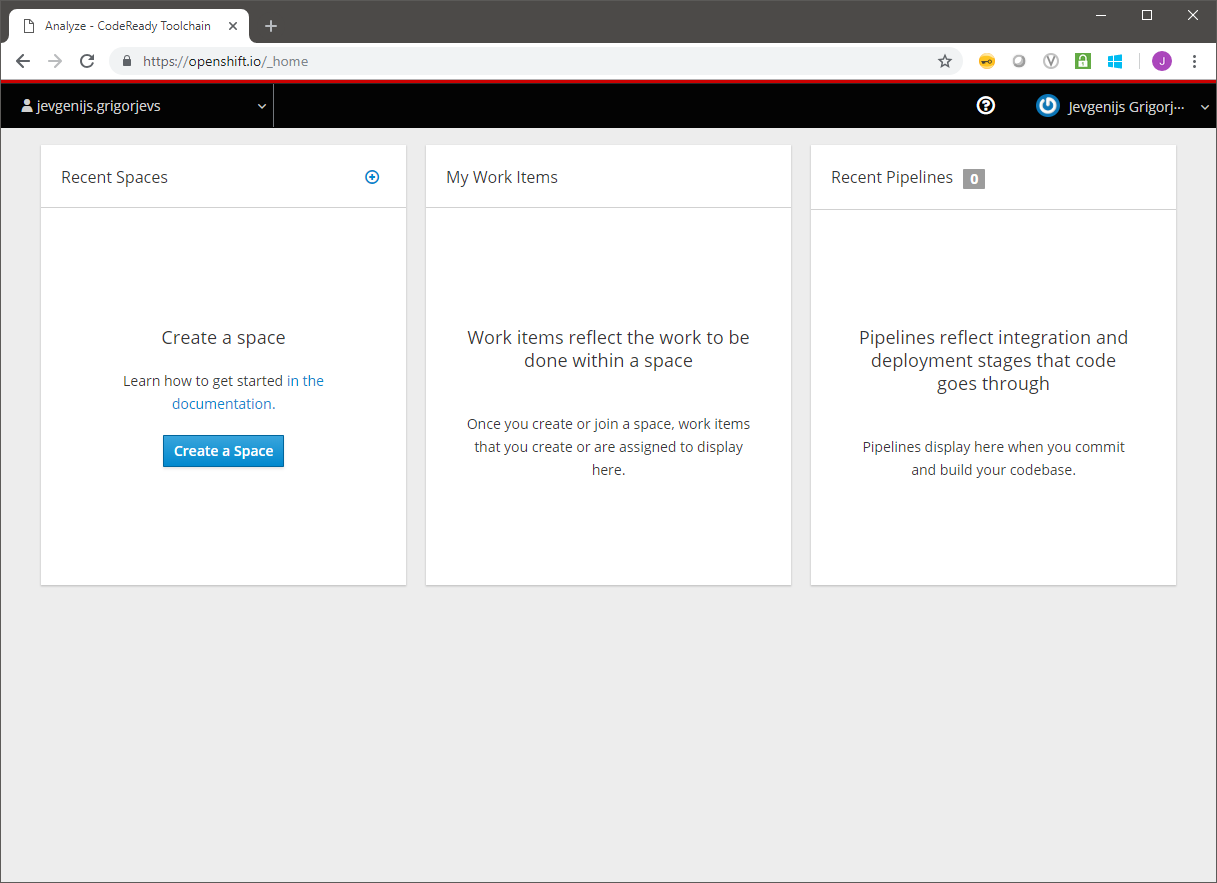 Analyze - CodeReady Toolchain
https://openshift.io/_home
J
jevgenijs.grigorjevs
Jevgenijs Grigorj···
Recent Spaces
Create a space
Learn how to get started in the
documentation.
Create a Space
My Work Items
Work items reflect the work to be
done within a space
Once you create or join a space, work items
that you create or are assigned to display
here.
Recent Pipelines 0
Pipelines reflect integration and
deployment stages that code
goes through
Pipelines display here when you commit
and build your codebase.